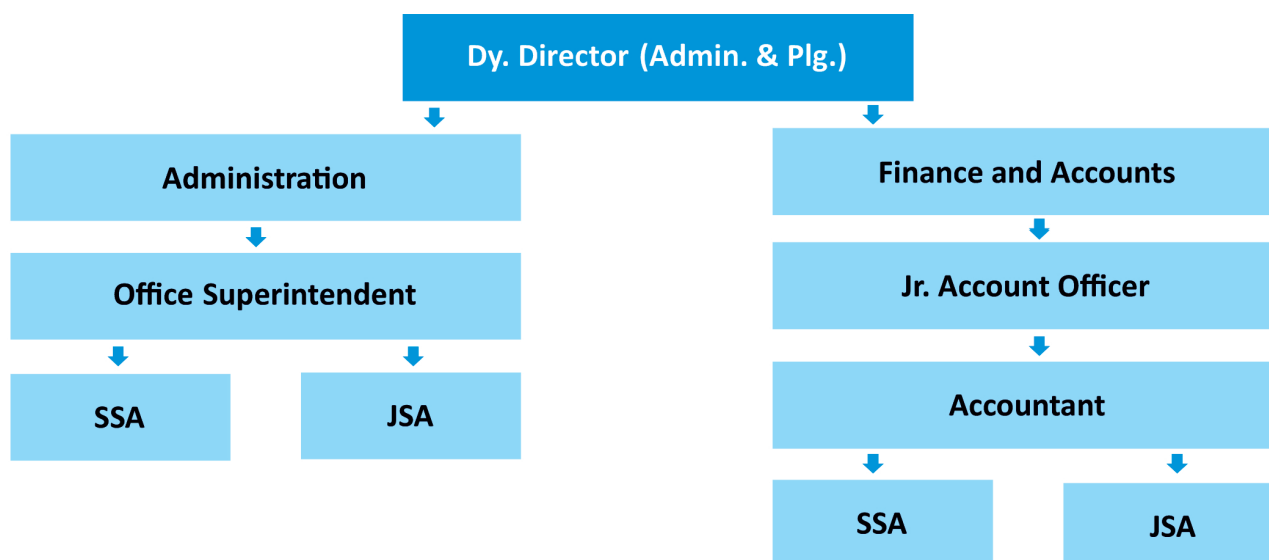 Dy. Director (Admin. & Plg.)
Administration
Finance and Accounts
Office Superintendent
Jr. Account Officer
SSA
JSA
Accountant
SSA
JSA